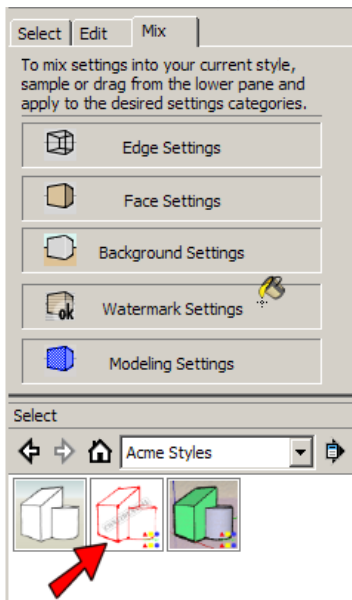 Select Edit Mix
To mix settings into your current style,
sample or drag from the lower pane and
apply to the desired settings categories.
Edge Settings
Face Settings
Background Settings
ok Watermark Settings
Modeling Settings
Select
Acme Styles